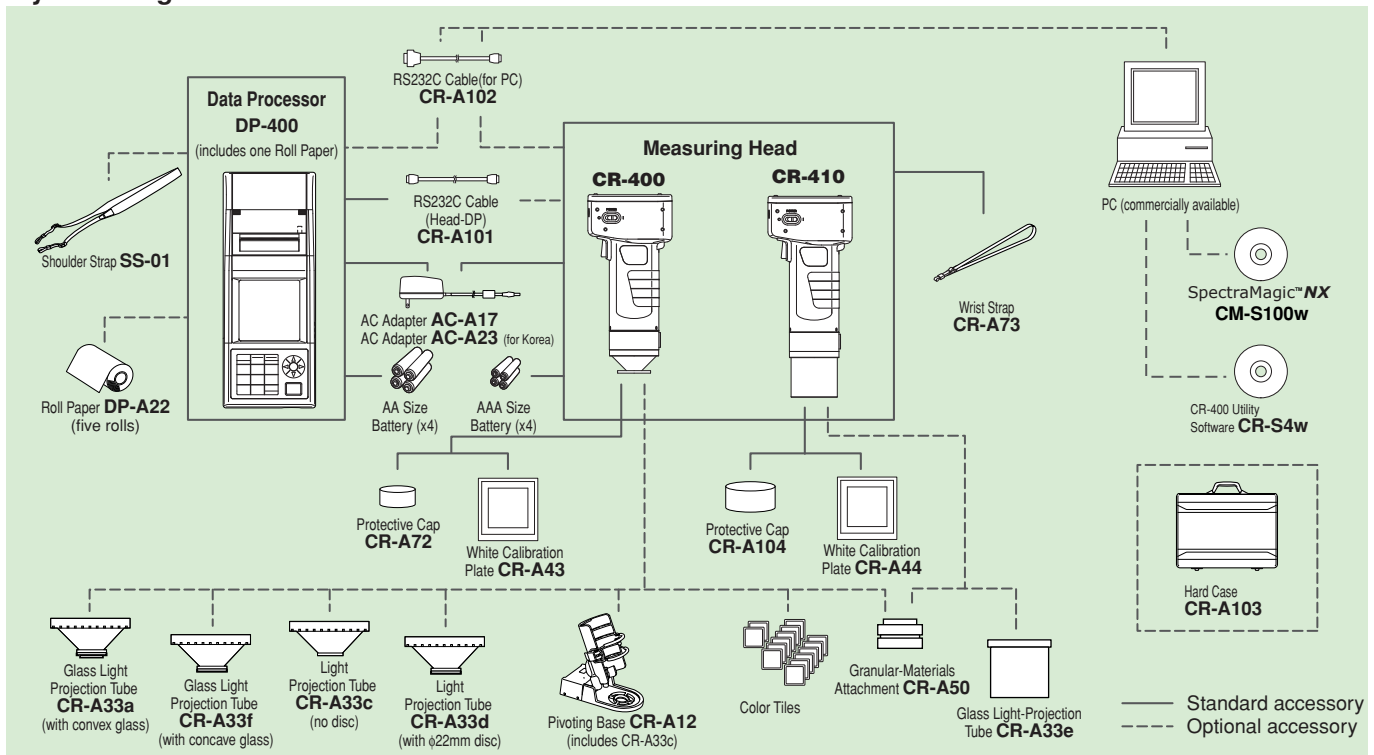 RS232C Cable(for PC)
CR-A102
Data Processor
DP-400
(includes one Roll Paper)
Measuring Head
CR-400
CR-410
RS232C Cable
(Head-DP)
CR-A101
PC (commercially available)
Shoulder Strap SS-01
SpectraMagic™ NX
CM-S100w
Wrist Strap
CR-A73
AC Adapter AC-A17
AC Adapter AC-A23 (for Korea)
Roll Paper DP-A22
(five rolls)
AA Size
Battery (x4)
AAA Size
Battery (x4)
CR-400 Utility
Software CR-S4w
Protective Cap
CR-A72
White Calibration
Plate CR-A43
Protective Cap
CR-A104
White Calibration
Plate CR-A44
Hard Case
CR-A103
Glass Light
Projection Tube
CR-A33a
(with convex glass)
Glass Light
Projection Tube
CR-A33f
(with concave glass)
Light
Projection Tube
CR-A33c
(no disc)
Light
Projection Tube
CR-A33d
(with ϕ22mm disc)
Pivoting Base CR-A12
(includes CR-A33c)
Color Tiles
Granular-Materials
Attachment CR-A50
Glass Light-Projection
Tube CR-A33e
Standard accessory
Optional accessory